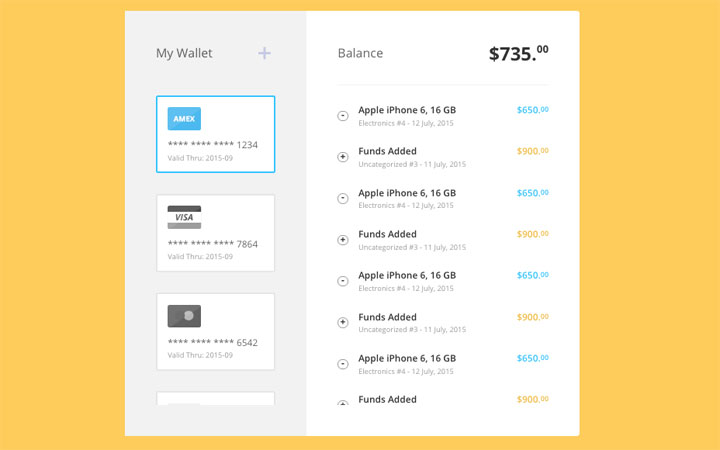 My Wallet +
AMEX
**** **** **** 1234
Valid Thru: 2015-09
VISA
**** **** **** 7864
Valid Thru: 2015-09
**** **** **** 6542
Valid Thru: 2015-09
Balance $735.00
- Apple iPhone 6, 16 GB $650.00
Electronics #4 - 12 July, 2015
+ Funds Added $900.00
Uncategorized #3 - 11 July, 2015
- Apple iPhone 6, 16 GB $650.00
Electronics #4 - 12 July, 2015
+ Funds Added $900.00
Uncategorized #3 - 11 July, 2015
- Apple iPhone 6, 16 GB $650.00
Electronics #4 - 12 July, 2015
+ Funds Added $900.00
Uncategorized #3 - 11 July, 2015
- Apple iPhone 6, 16 GB $650.00
Electronics #4 - 12 July, 2015
+ Funds Added $900.00